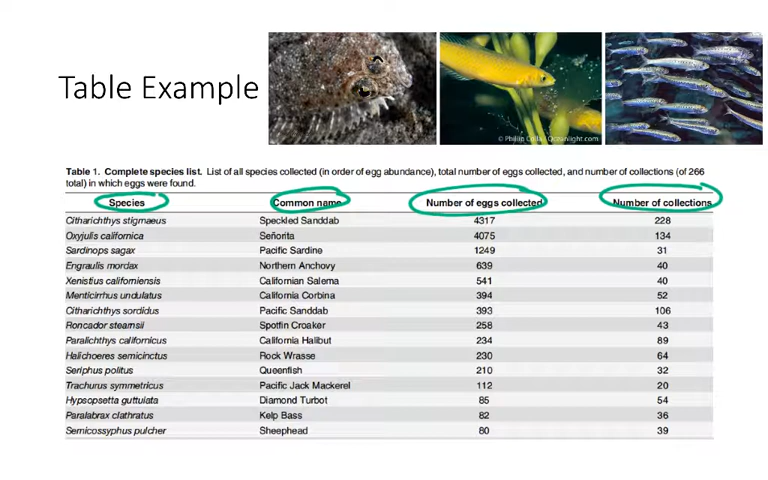 Table Example
© Phillip Colla / Oceanlight.com
Table 1. Complete species list. List of all species collected (in order of egg abundance), total number of eggs collected, and number of collections (of 266
total) in which eggs were found.
Species Common name Number of eggs collected Number of collections
Citharichthys stigmaeus Speckled Sanddab 4317 228
Oxyjulis californica Señorita 4075 134
Sardinops sagax Pacific Sardine 1249 31
Engraulis mordax Northern Anchovy 639 40
Xenistius californiensis Californian Salema 541 40
Menticirrhus undulatus California Corbina 394 52
Citharichthys sordidus Pacific Sanddab 393 106
Roncador stearnsii Spotfin Croaker 258 43
Paralichthys californicus California Halibut 234 89
Halichoeres semicinctus Rock Wrasse 230 64
Seriphus politus Queenfish 210 32
Trachurus symmetricus Pacific Jack Mackerel 112 20
Hypsopsetta guttulata Diamond Turbot 85 54
Paralabrax clathratus Kelp Bass 82 36
Semicossyphus pulcher Sheephead 80 39